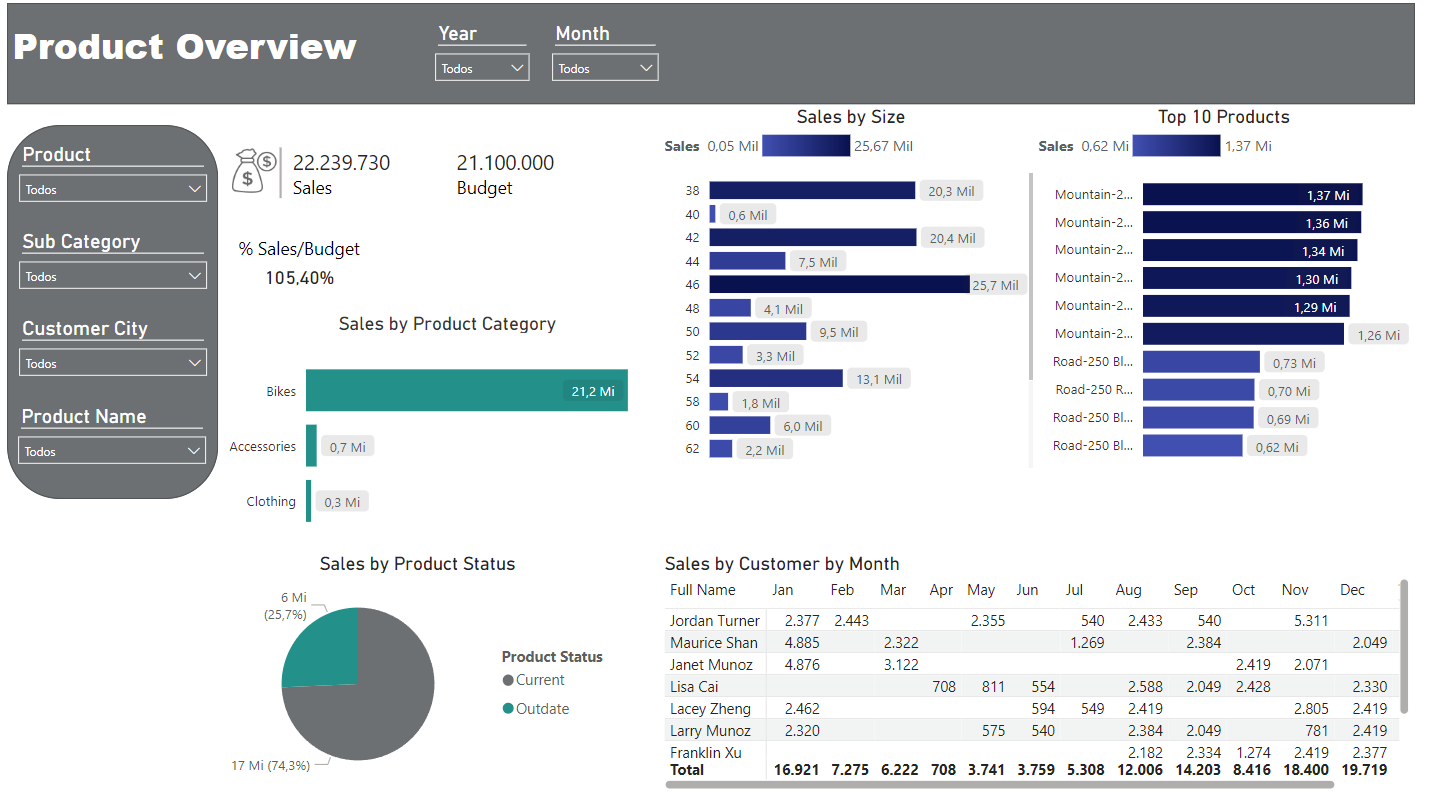 Product Overview
Year
Todos
Month
Todos
Product
Todos
Sub Category
Todos
Customer City
Todos
Product Name
Todos
$ $
22.239.730
Sales
21.100.000
Budget
% Sales/Budget
105,40%
Sales by Product Category
Bikes 21,2 Mi
Accessories 0,7 Mi
Clothing 0,3 Mi
Sales by Size
Sales 0,05 Mil 25,67 Mil
38 20,3 Mil
40 0,6 Mil
42 20,4 Mil
44 7,5 Mil
46 25,7 Mil
48 4,1 Mil
50 9,5 Mil
52 3,3 Mil
54 13,1 Mil
58 1,8 Mil
60 6,0 Mil
62 2,2 Mil
Top 10 Products
Sales 0,62 Mi 1,37 Mi
Mountain-2... 1,37 Mi
Mountain-2... 1,36 Mi
Mountain-2... 1,34 Mi
Mountain-2... 1,30 Mi
Mountain-2... 1,29 Mi
Mountain-2... 1,26 Mi
Road-250 Bl... 0,73 Mi
Road-250 R... 0,70 Mi
Road-250 Bl... 0,69 Mi
Road-250 Bl... 0,62 Mi
Sales by Product Status
6 Mi
(25,7%)
17 Mi (74,3%)
Product Status
Current
Outdate
Sales by Customer by Month
Full Name Jan Feb Mar Apr May Jun Jul Aug Sep Oct Nov Dec
Jordan Turner 2.377 2.443 2.355 540 2.433 540 5.311
Maurice Shan 4.885 2.322 1.269 2.384 2.049
Janet Munoz 4.876 3.122 2.419 2.071
Lisa Cai 708 811 554 2.588 2.049 2.428 2.330
Lacey Zheng 2.462 594 549 2.419 2.805 2.419
Larry Munoz 2.320 575 540 2.384 2.049 781 2.419
Franklin Xu 2.182 2.334 1.274 2.419 2.377
Total 16.921 7.275 6.222 708 3.741 3.759 5.308 12.006 14.203 8.416 18.400 19.719